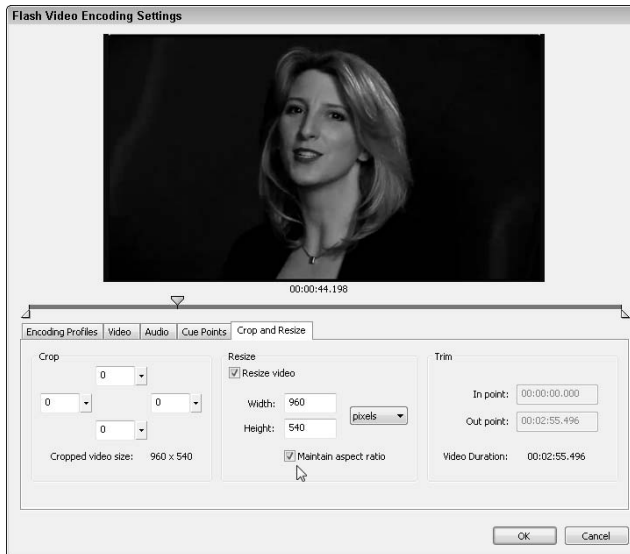 Flash Video Encoding Settings
00:00:44.198
Encoding Profiles Video Audio Cue Points Crop and Resize
Crop
0
0 0
0
Cropped video size: 960 x 540
Resize
Resize video
Width: 960
pixels
Height: 540
Maintain aspect ratio
Trim
In point: 00:00:00.000
Out point: 00:02:55.496
Video Duration: 00:02:55.496
OK Cancel